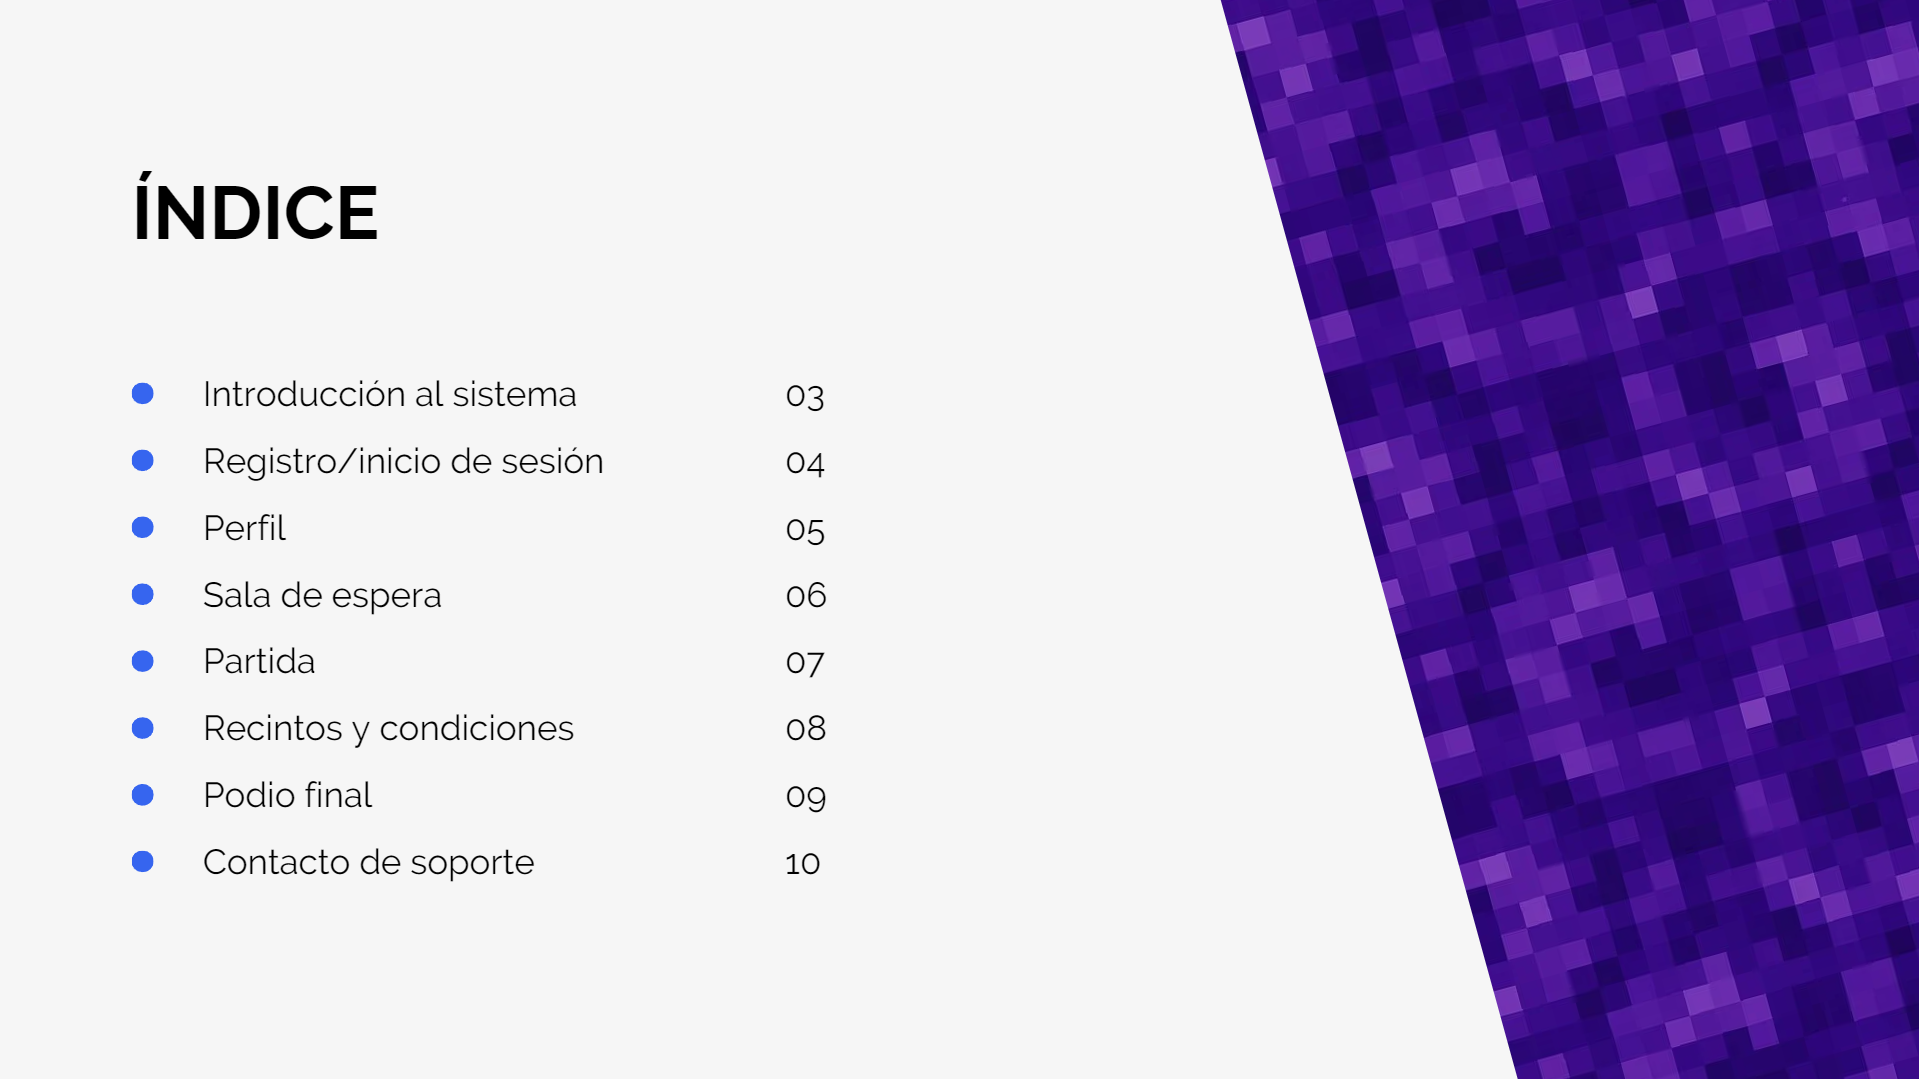 ÍNDICE
Introducción al sistema 03
Registro/inicio de sesión 04
Perfil 05
Sala de espera 06
Partida 07
Recintos y condiciones 08
Podio final 09
Contacto de soporte 10